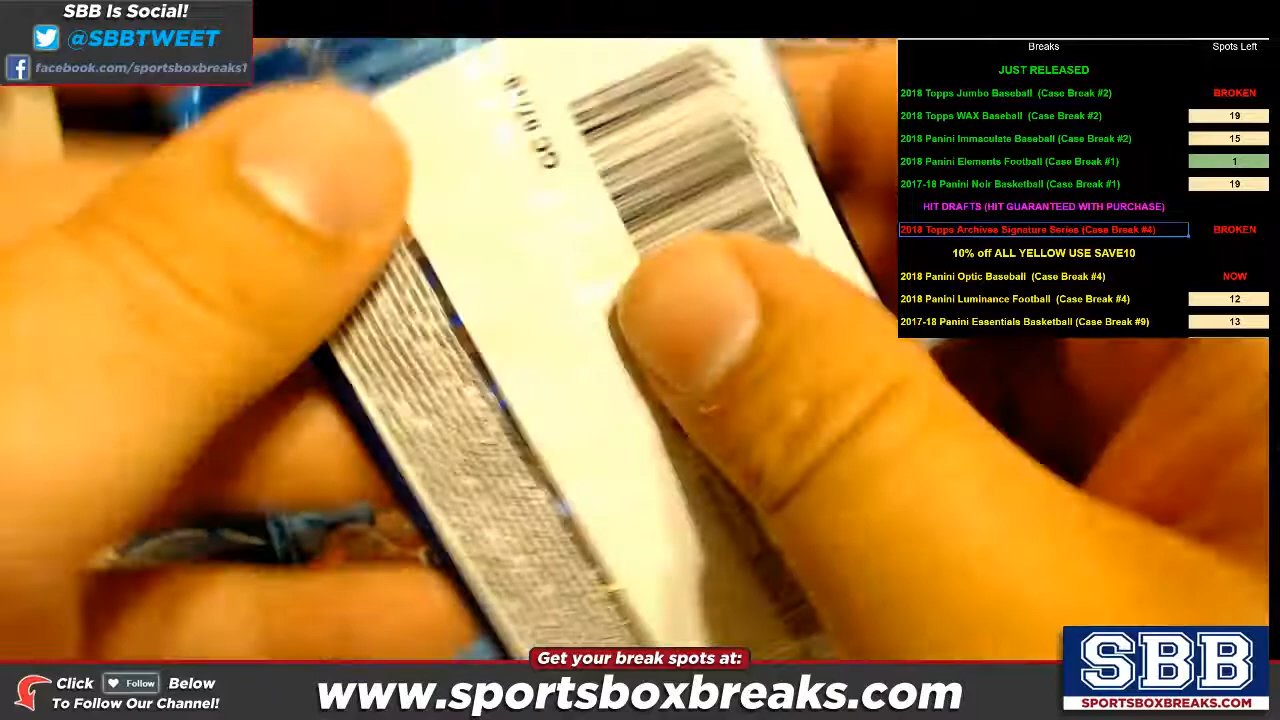 SBB Is Social!
@SBBTWEET
facebook.com/sportsboxbreaks1
Breaks Spots Left
JUST RELEASED
2018 Topps Jumbo Baseball (Case Break #2) BROKEN
2018 Topps WAX Baseball (Case Break #2) 19
2018 Panini Immaculate Baseball (Case Break #2) 15
2018 Panini Elements Football (Case Break #1) 1
2017-18 Panini Noir Basketball (Case Break #1) 19
HIT DRAFTS (HIT GUARANTEED WITH PURCHASE)
2018 Topps Archives Signature Series (Case Break #4) BROKEN
10% off ALL YELLOW USE SAVE10
2018 Panini Optic Baseball (Case Break #4) NOW
2018 Panini Luminance Football (Case Break #4) 12
2017-18 Panini Essentials Basketball (Case Break #9) 13
Get your break spots at:
Click Follow Below
To Follow Our Channel!
www.sportsboxbreaks.com
SBB
SPORTSBOXBREAKS.COM